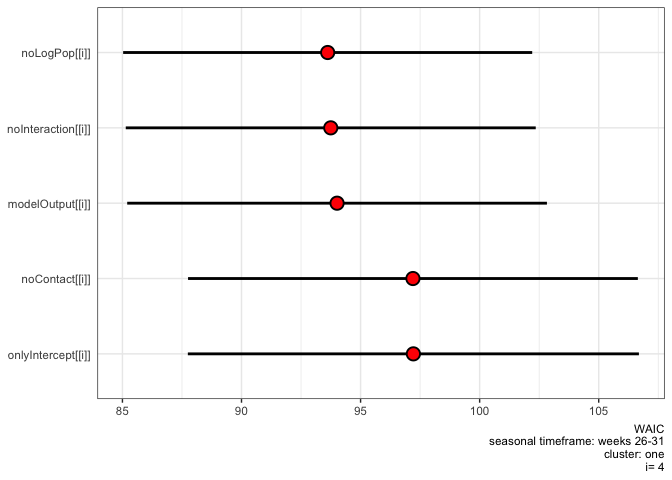 noLogPop[[i]]
noInteraction[[i]]
modelOutput[[i]]
noContact[[i]]
onlyIntercept[[i]]
85 90 95 100 105
WAIC
seasonal timeframe: weeks 26-31
cluster: one
i= 4